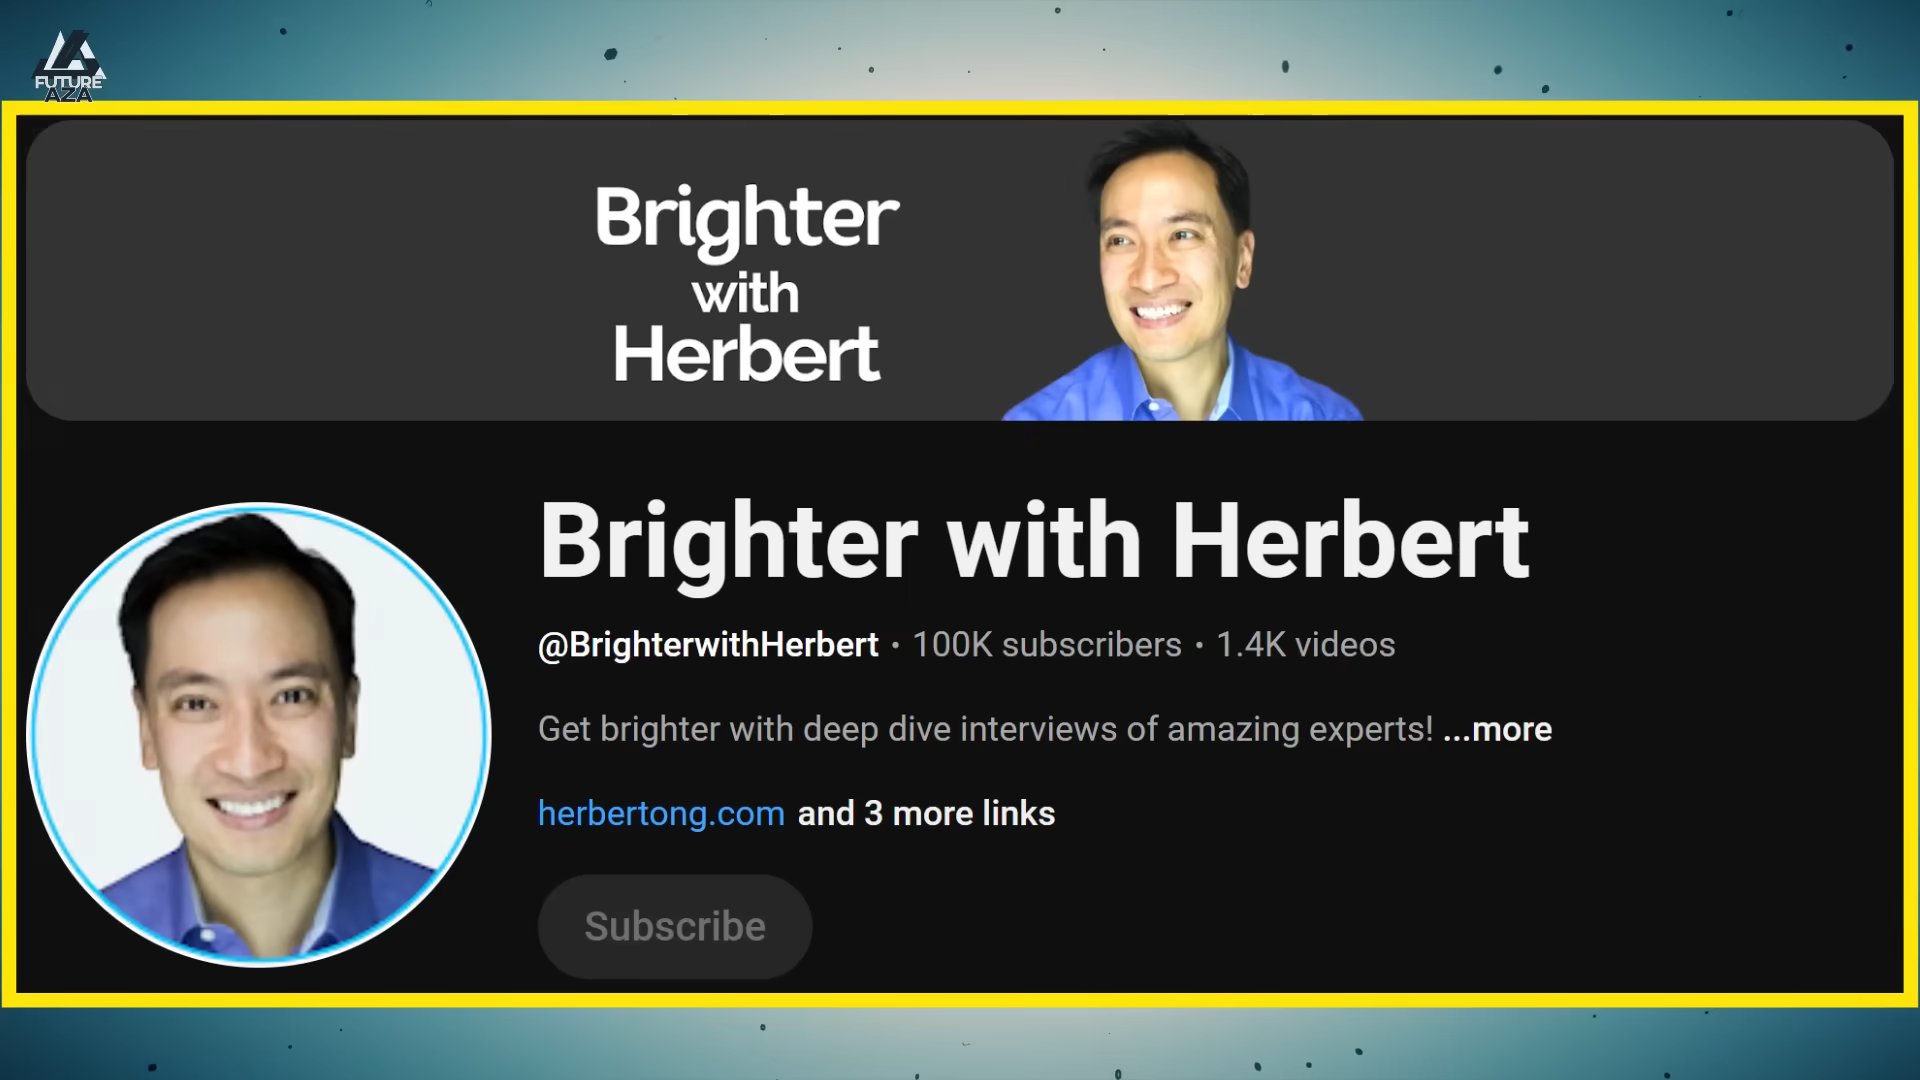 FUTURE
AZA
Brighter
with
Herbert
Brighter with Herbert
@BrighterwithHerbert • 100K subscribers • 1.4K videos
Get brighter with deep dive interviews of amazing experts! ...more
herbertong.com and 3 more links
Subscribe